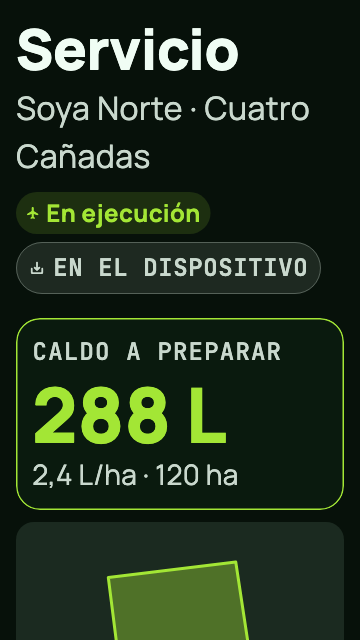 Servicio
Soya Norte · Cuatro
Cañadas
En ejecución
EN EL DISPOSITIVO
CALDO A PREPARAR
288 L
2,4 L/ha · 120 ha